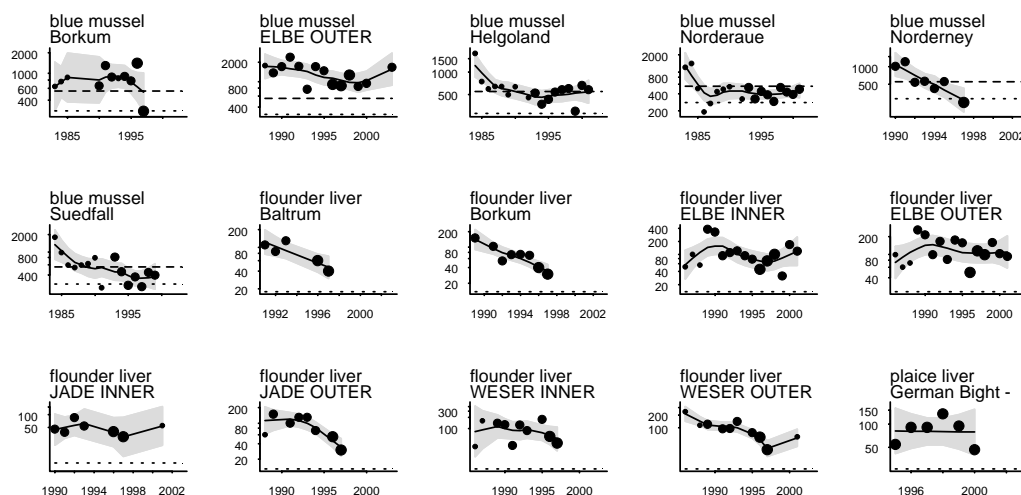 blue mussel
Borkum
2000
1000
600
400
1985 1995
blue mussel
ELBE OUTER
2000
800
400
1990 1995 2000
blue mussel
Helgoland
1500
1000
500
1985 1995
blue mussel
Norderaue
2000
800
400
200
1985 1995
blue mussel
Norderney
1000
500
1990 1994 1998 2002
blue mussel
Suedfall
2000
800
400
1985 1995
flounder liver
Baltrum
200
80
40
20
1992 1996 2000
flounder liver
Borkum
200
80
40
1990 1994 1998 2002
flounder liver
ELBE INNER
400
200
80
40
20
1990 1995 2000
flounder liver
ELBE OUTER
200
80
40
20
1990 1995 2000
flounder liver
JADE INNER
100
50
1990 1994 1998 2002
flounder liver
JADE OUTER
200
80
40
20
1990 1995 2000
flounder liver
WESER INNER
300
100
1990 1995 2000
flounder liver
WESER OUTER
200
100
1990 1995 2000
plaice liver
German Bight -
150
100
50
1996 2000